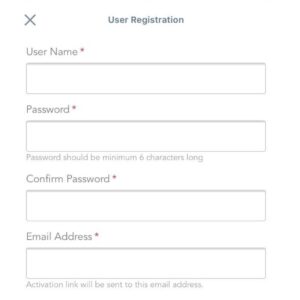 User Registration
User Name *
Password *
Password should be minimum 6 characters long
Confirm Password *
Email Address *
Activation link will be sent to this email address.